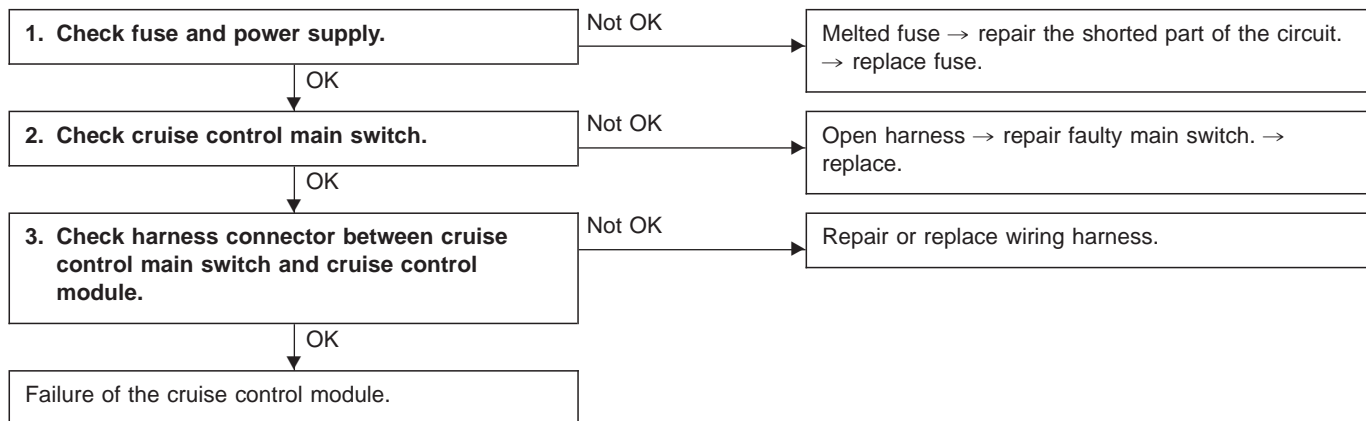 1. Check fuse and power supply.
Not OK
Melted fuse → repair the shorted part of the circuit.
→ replace fuse.
OK
2. Check cruise control main switch.
Not OK
Open harness → repair faulty main switch. →
replace.
OK
3. Check harness connector between cruise
control main switch and cruise control
module.
Not OK
Repair or replace wiring harness.
OK
Failure of the cruise control module.